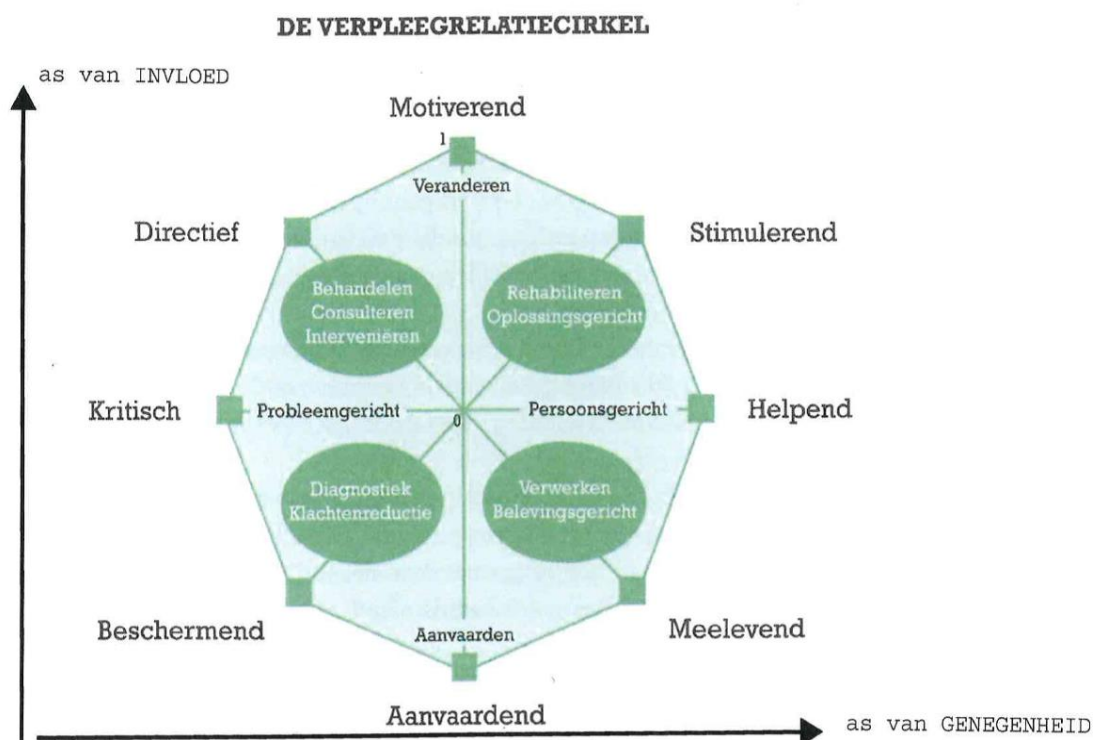 DE VERPLEEGRELATIECIRKEL
as van INVLOED
Motiverend
1
Veranderen
Directief
Stimulerend
Behandelen
Consulteren
Interveniëren
Rehabiliteren
Oplossingsgericht
Kritisch
Probleemgericht
Persoonsgericht
Helpend
0
Diagnostiek
Klachtenreductie
Verwerken
Belevingsgericht
Beschermend
Aanvaarden
Meelevend
Aanvaardend
as van GENEGENHEID